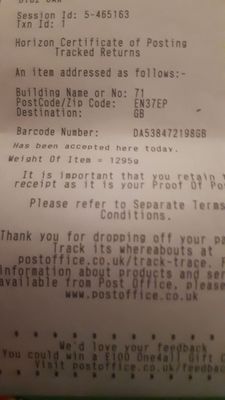 Session Id: 5-465163
Txn Id: 1
Horizon Certificate of Posting
Tracked Returns
An item addressed as follows:-
Building Name or No: 71
PostCode/Zip Code: EN37EP
Destination: GB
Barcode Number: DA538472198GB
Has been accepted here today.
Weight Of Item = 1295g
It is important that you retain
receipt as it is your Proof Of
Please refer to Separate Terms
Conditions.
Thank you for dropping off your
Track its whereabouts at
postoffice.co.uk/track-trace.
information about products and
available from Post Office, please
www.postoffice.co.uk
* * * * * * * * * *
We'd love your feedback
You could win a £100 One4all Gift
Visit postoffice.co.uk/feedbac
* * * * * * * * * *